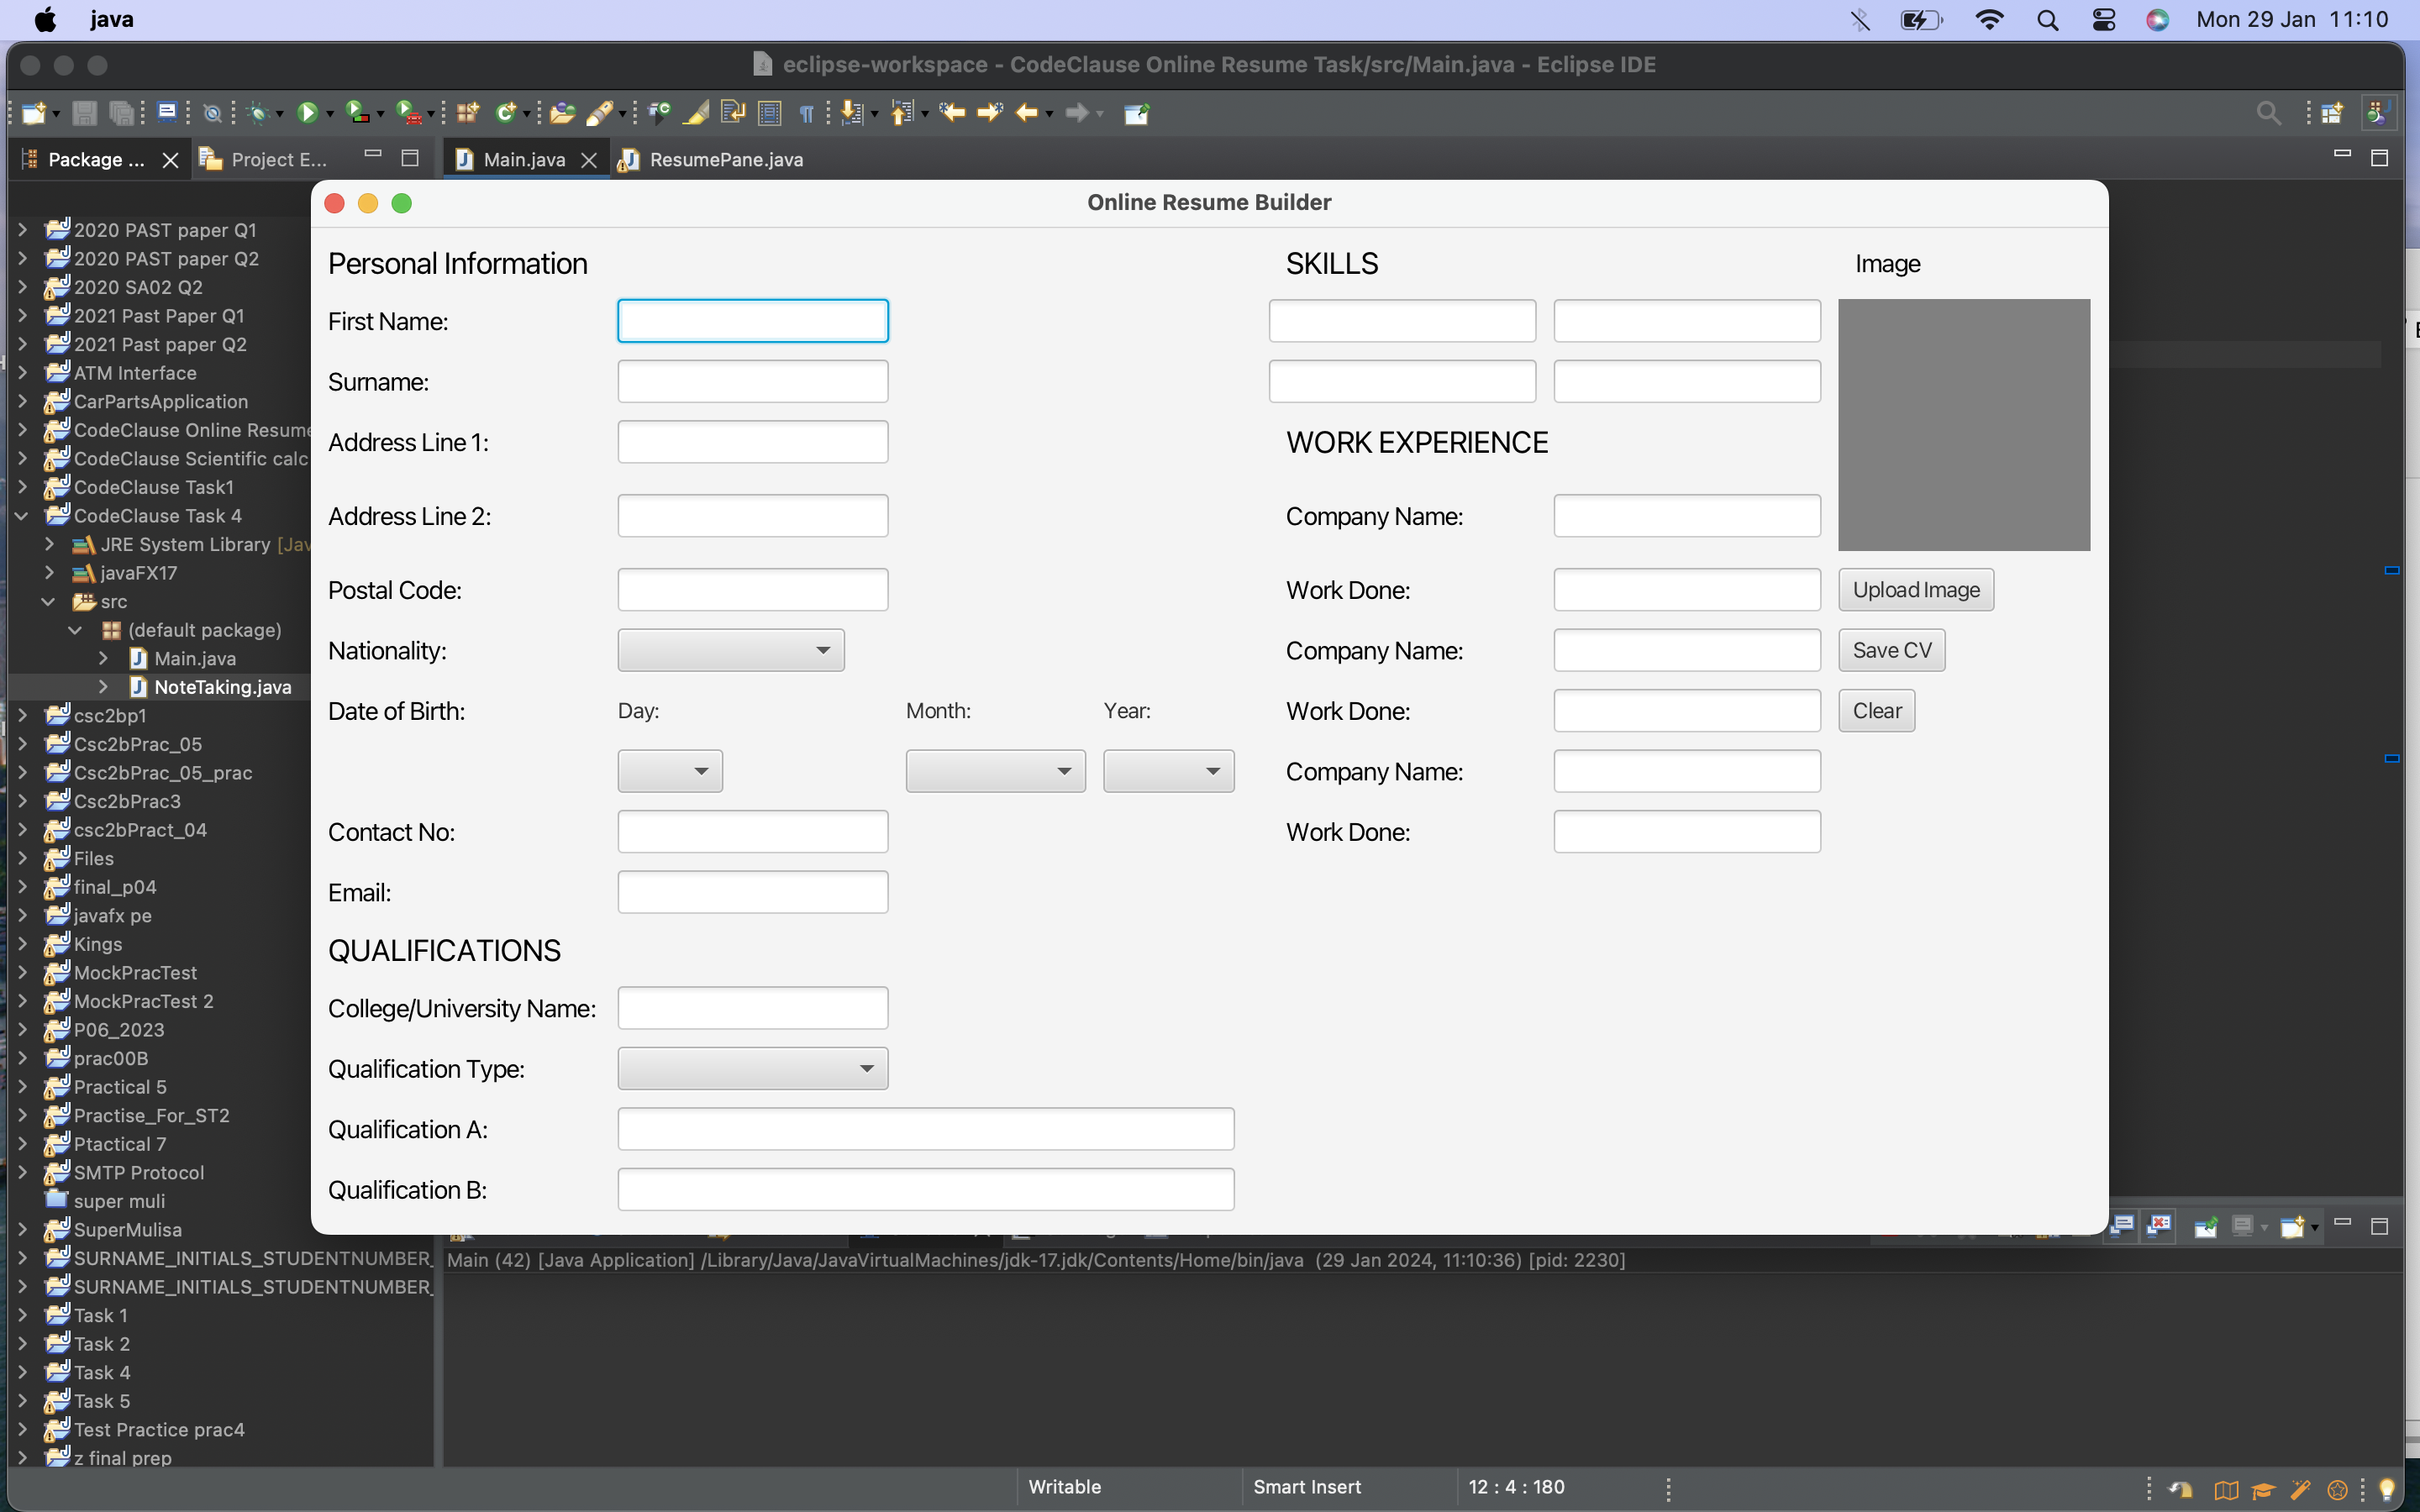 java
Mon 29 Jan 11:10
eclipse-workspace - CodeClause Online Resume Task/src/Main.java - Eclipse IDE
Package ...
Project E...
Main.java
ResumePane.java
2020 PAST paper Q1
2020 PAST paper Q2
2020 SA02 Q2
2021 Past Paper Q1
2021 Past paper Q2
ATM Interface
CarPartsApplication
CodeClause Online Resume
CodeClause Scientific calc
CodeClause Task1
CodeClause Task 4
JRE System Library [Jav
javaFX17
src
(default package)
Main.java
NoteTaking.java
csc2bp1
Csc2bPrac_05
Csc2bPrac_05_prac
Csc2bPrac3
csc2bPract_04
Files
final_p04
javafx pe
Kings
MockPracTest
MockPracTest 2
P06_2023
prac00B
Practical 5
Practise_For_ST2
Ptactical 7
SMTP Protocol
super muli
SuperMulisa
SURNAME_INITIALS_STUDENTNUMBER_
SURNAME_INITIALS_STUDENTNUMBER_
Task 1
Task 2
Task 4
Task 5
Test Practice prac4
z final prep
Online Resume Builder
Personal Information
First Name:
Surname:
Address Line 1:
Address Line 2:
Postal Code:
Nationality:
Date of Birth:
Day:
Month:
Year:
Contact No:
Email:
QUALIFICATIONS
College/University Name:
Qualification Type:
Qualification A:
Qualification B:
SKILLS
WORK EXPERIENCE
Company Name:
Work Done:
Company Name:
Work Done:
Company Name:
Work Done:
Image
Upload Image
Save CV
Clear
Main (42) [Java Application] /Library/Java/JavaVirtualMachines/jdk-17.jdk/Contents/Home/bin/java (29 Jan 2024, 11:10:36) [pid: 2230]
Writable
Smart Insert
12 : 4 : 180